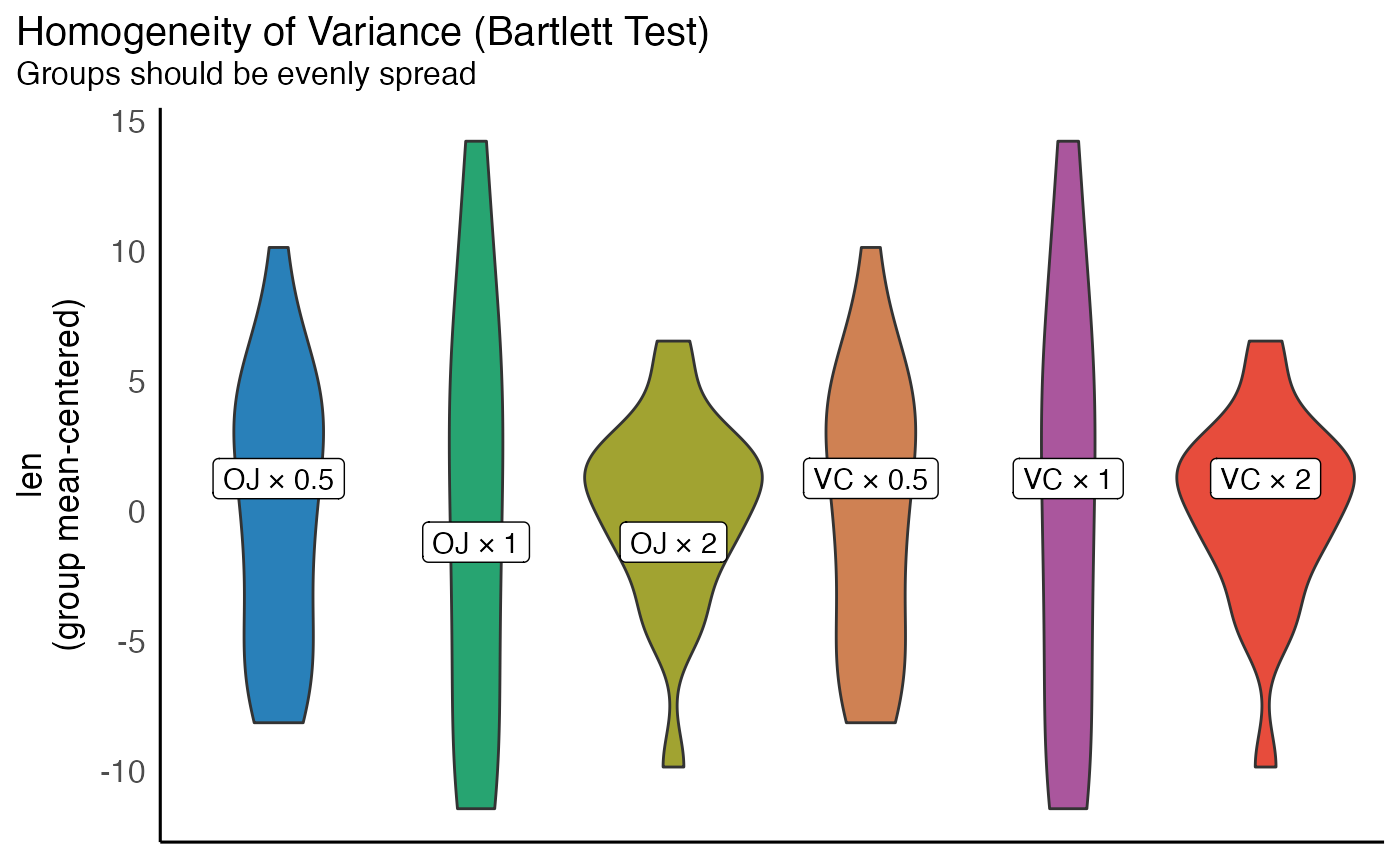 Homogeneity of Variance (Bartlett Test)
Groups should be evenly spread
15
10
5
0
-5
-10
len
(group mean-centered)
OJ × 0.5
OJ × 1
OJ × 2
VC × 0.5
VC × 1
VC × 2